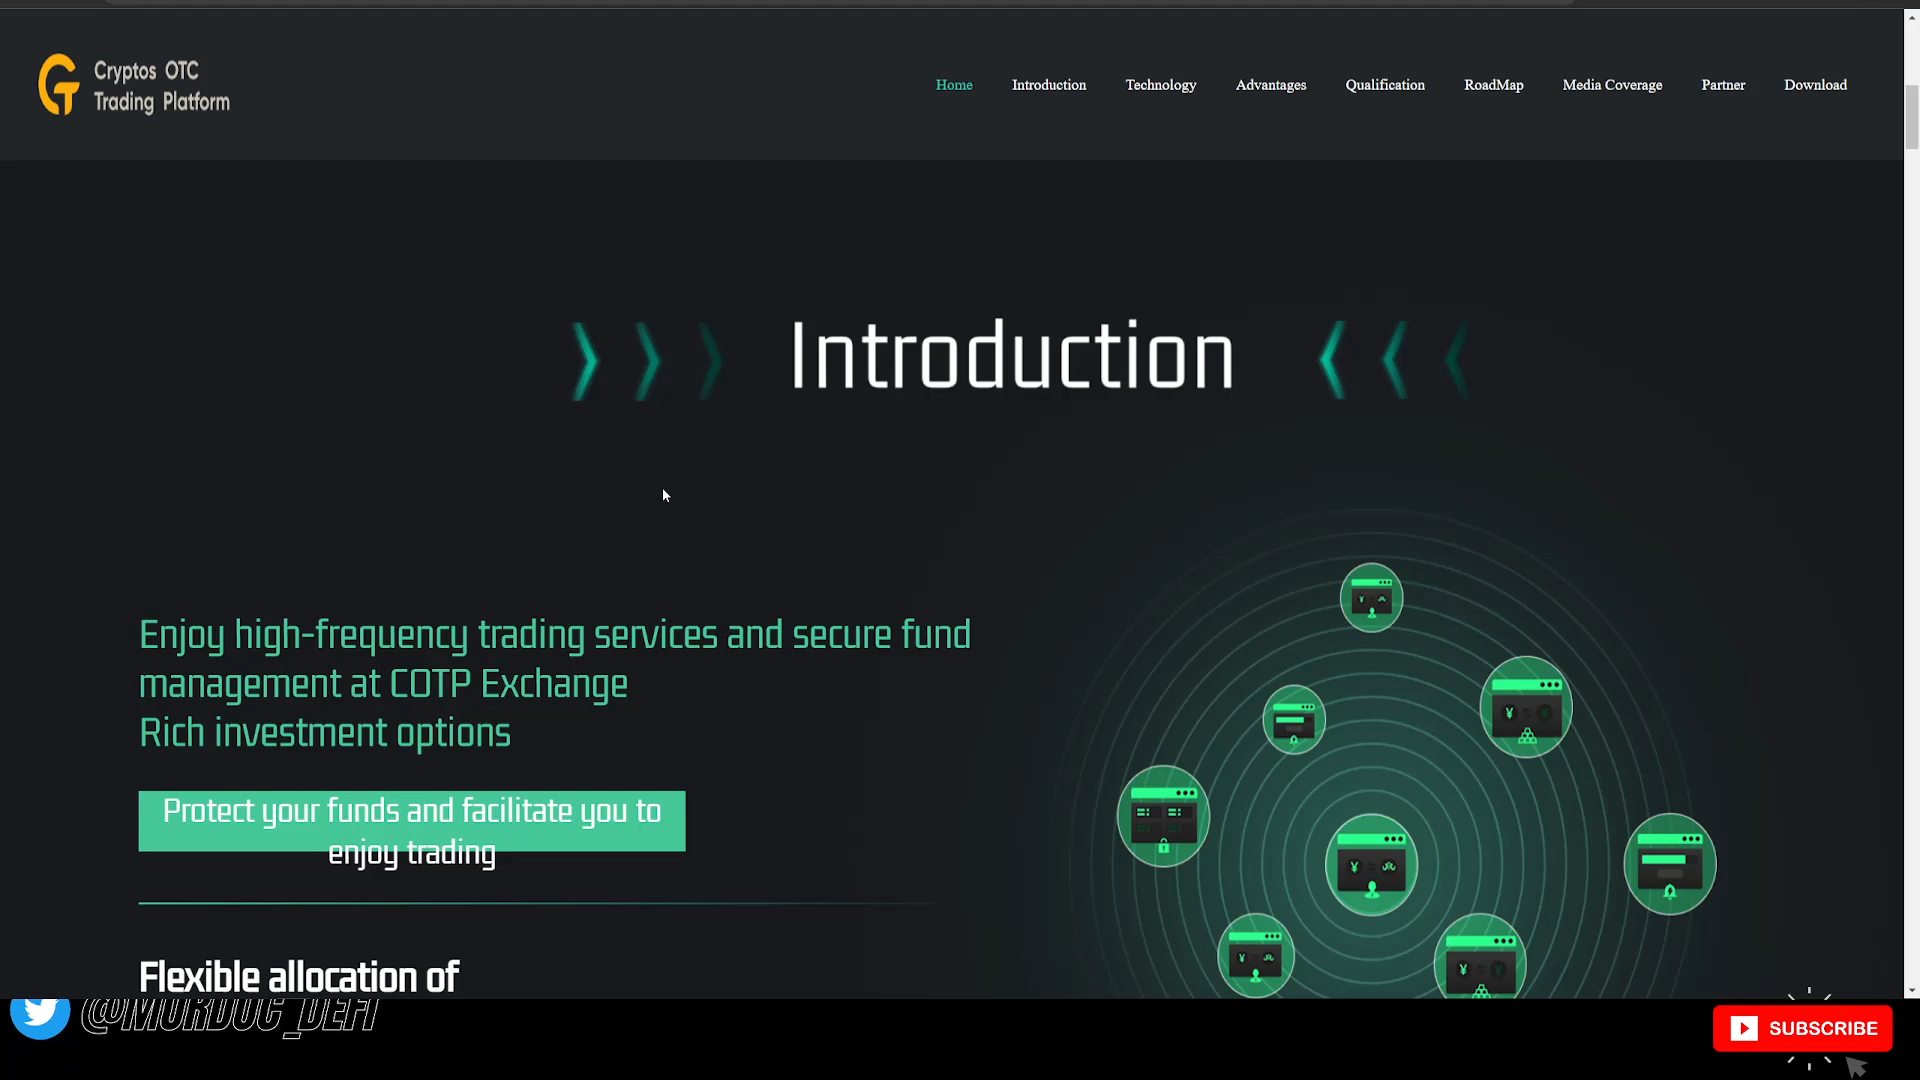 Cryptos OTC
Trading Platform
Home Introduction Technology Advantages Qualification RoadMap Media Coverage Partner Download
Introduction
Enjoy high-frequency trading services and secure fund
management at COTP Exchange
Rich investment options
Protect your funds and facilitate you to
enjoy trading
Flexible allocation of
@MURDOC_DEFI
SUBSCRIBE